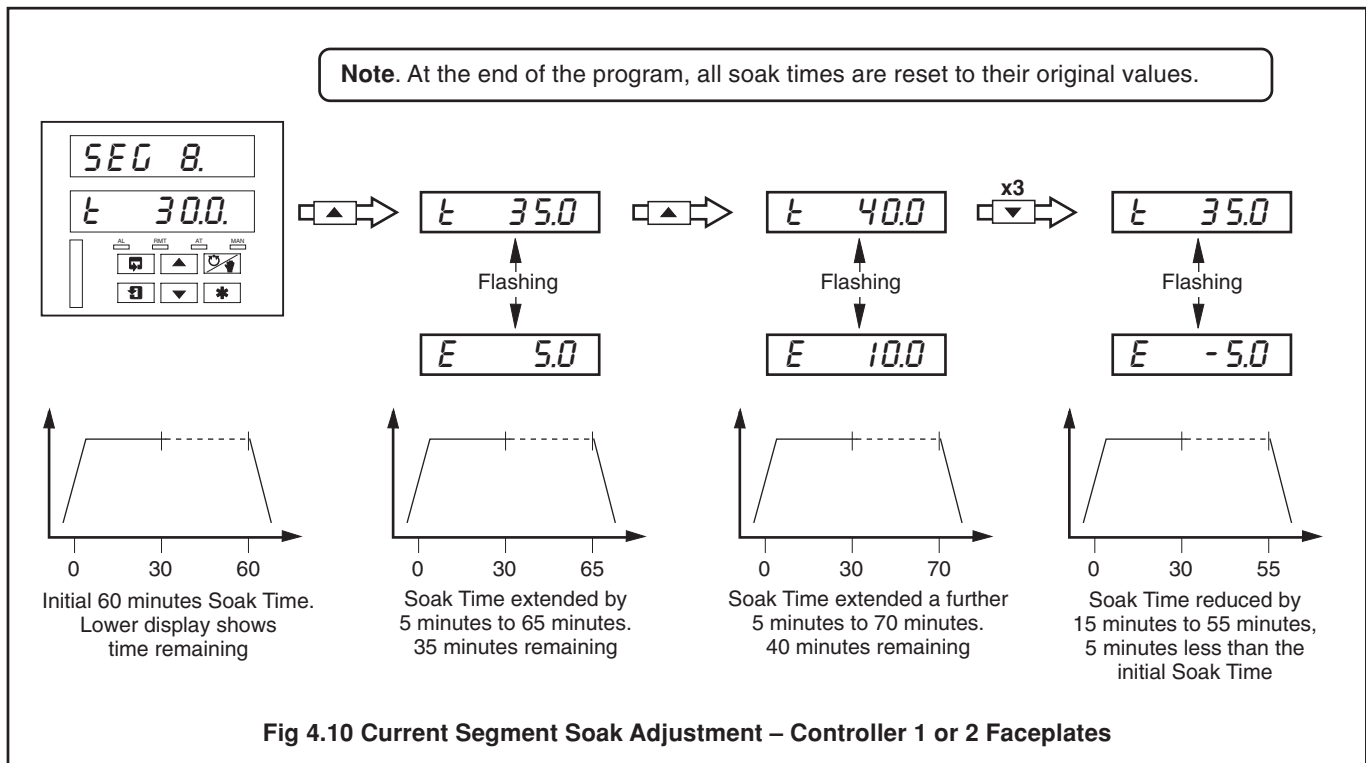 Note. At the end of the program, all soak times are reset to their original values.
SEG 8.
t 30.0.
AL RMT AT MAN
t 35.0
Flashing
E 5.0
t 40.0
Flashing
E 10.0
x3
t 35.0
Flashing
E -5.0
0 30 60
Initial 60 minutes Soak Time.
Lower display shows
time remaining
0 30 65
Soak Time extended by
5 minutes to 65 minutes.
35 minutes remaining
0 30 70
Soak Time extended a further
5 minutes to 70 minutes.
40 minutes remaining
0 30 55
Soak Time reduced by
15 minutes to 55 minutes,
5 minutes less than the
initial Soak Time
Fig 4.10 Current Segment Soak Adjustment – Controller 1 or 2 Faceplates